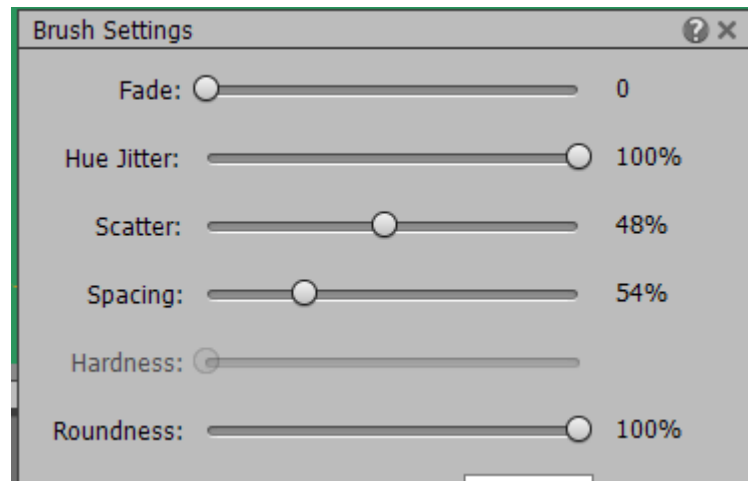 Brush Settings
Fade: 0
Hue Jitter: 100%
Scatter: 48%
Spacing: 54%
Hardness:
Roundness: 100%